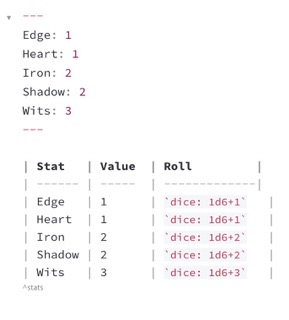 ---
Edge: 1
Heart: 1
Iron: 2
Shadow: 2
Wits: 3
---
| Stat | Value | Roll |
| ------ | ----- | -------------|
| Edge | 1 | `dice: 1d6+1` |
| Heart | 1 | `dice: 1d6+1` |
| Iron | 2 | `dice: 1d6+2` |
| Shadow | 2 | `dice: 1d6+2` |
| Wits | 3 | `dice: 1d6+3` |
^stats